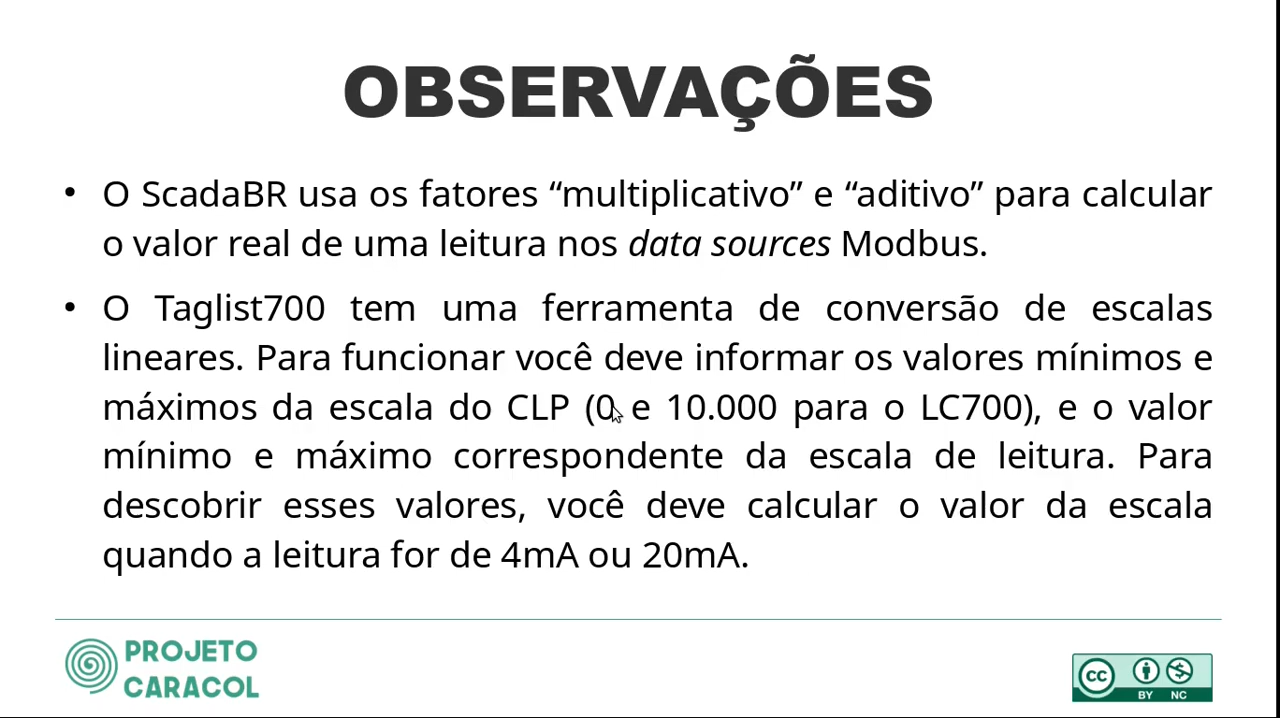 OBSERVAÇÕES
• O ScadaBR usa os fatores “multiplicativo” e “aditivo” para calcular
o valor real de uma leitura nos data sources Modbus.
• O Taglist700 tem uma ferramenta de conversão de escalas
lineares. Para funcionar você deve informar os valores mínimos e
máximos da escala do CLP (0 e 10.000 para o LC700), e o valor
mínimo e máximo correspondente da escala de leitura. Para
descobrir esses valores, você deve calcular o valor da escala
quando a leitura for de 4mA ou 20mA.
PROJETO
CARACOL
CC
BY NC